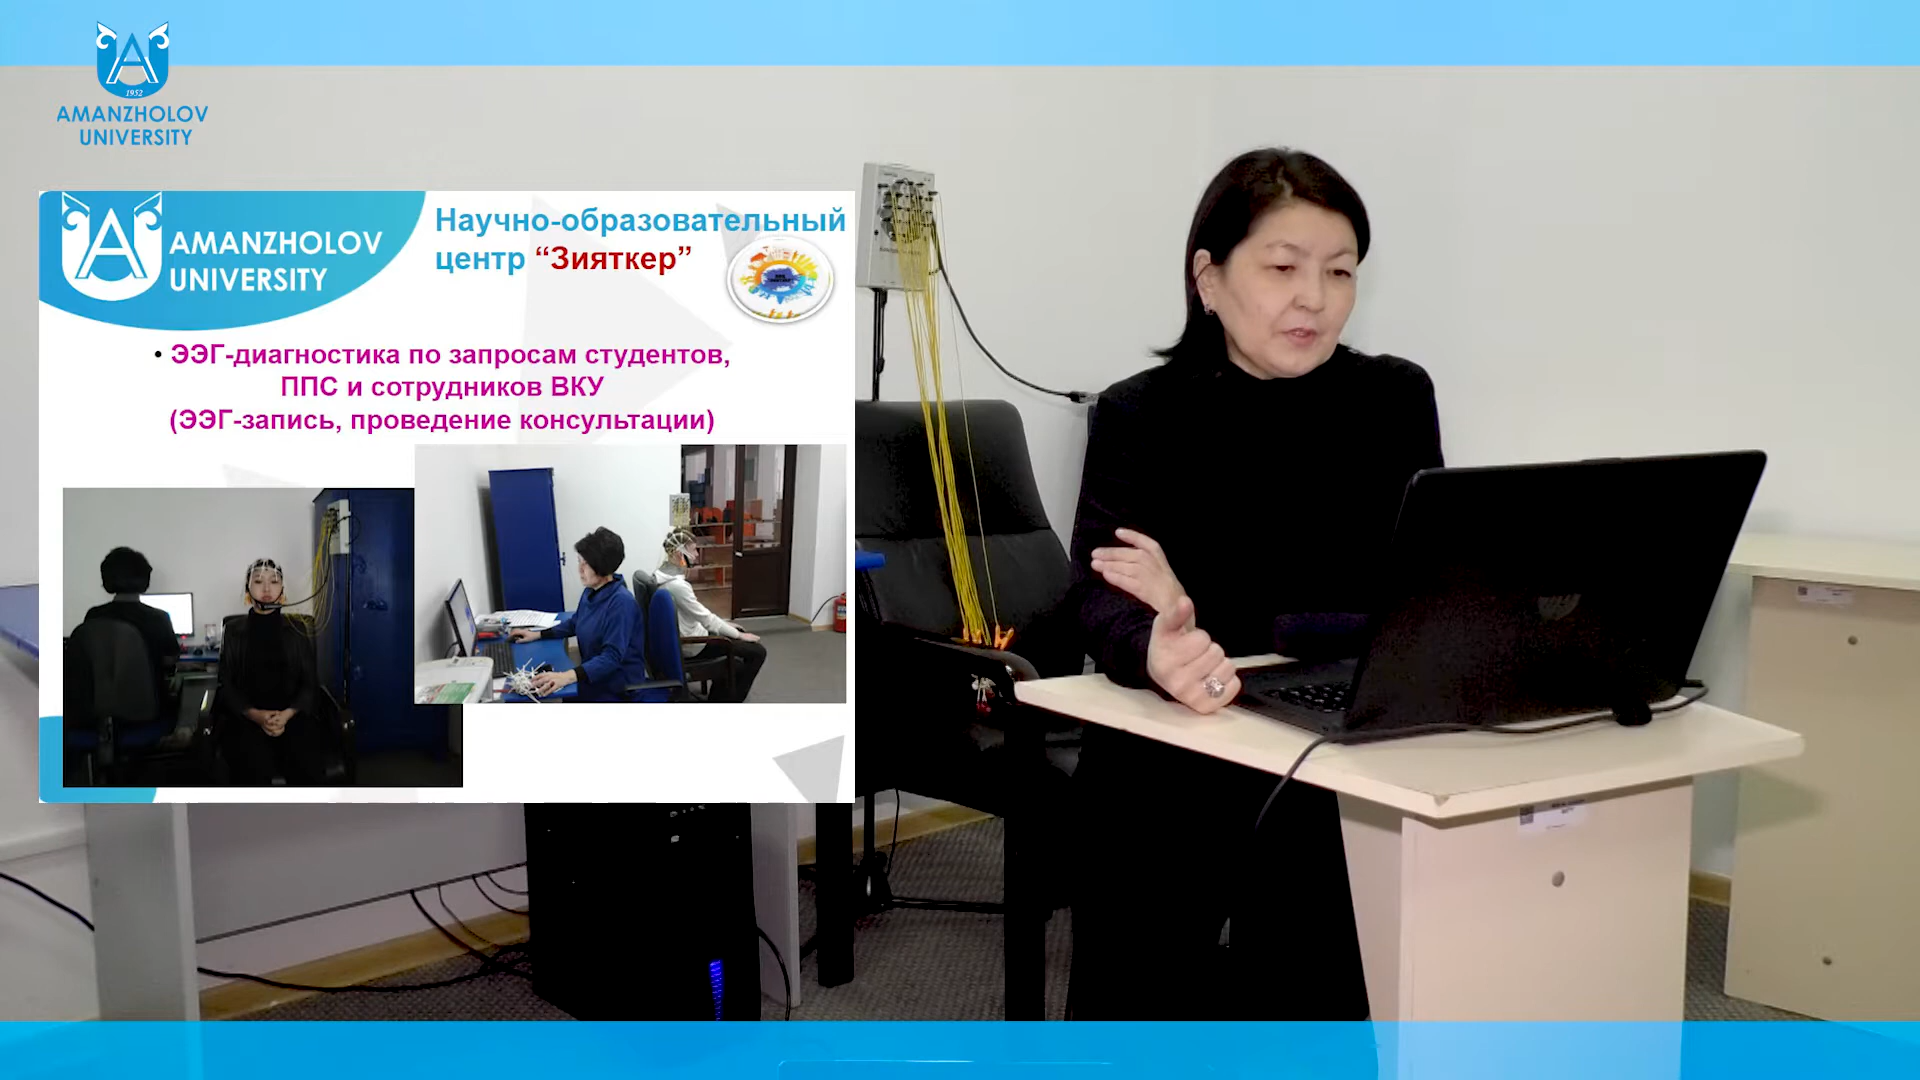 1952
AMANZHOLOV
UNIVERSITY
AMANZHOLOV
UNIVERSITY
Научно-образовательный
центр “Зияткер”
• ЭЭГ-диагностика по запросам студентов,
ППС и сотрудников ВКУ
(ЭЭГ-запись, проведение консультации)